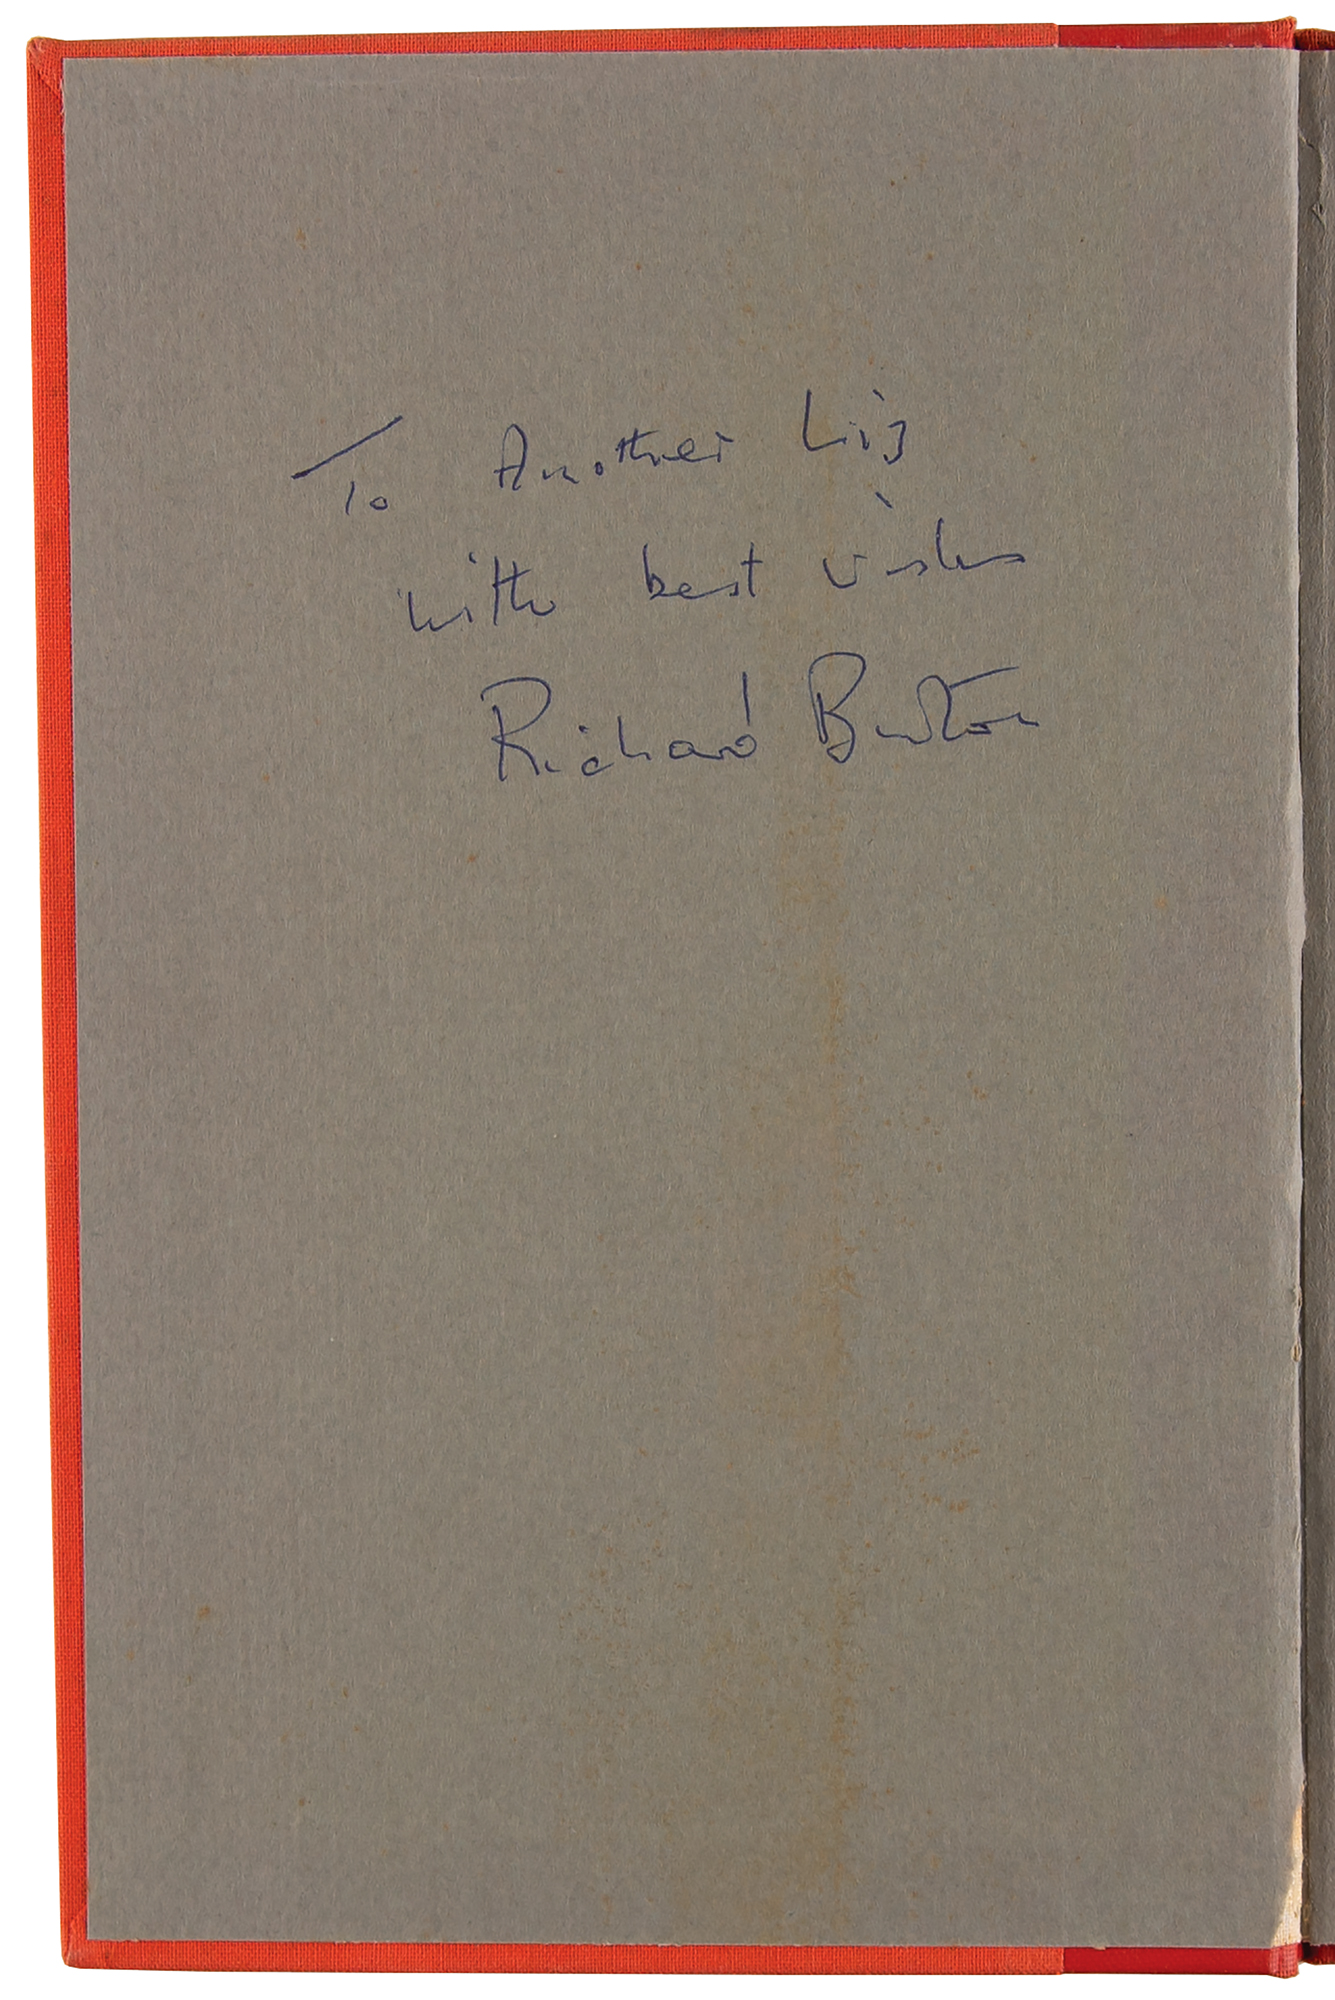 To Another Liz
with best wishes
Richard Burton